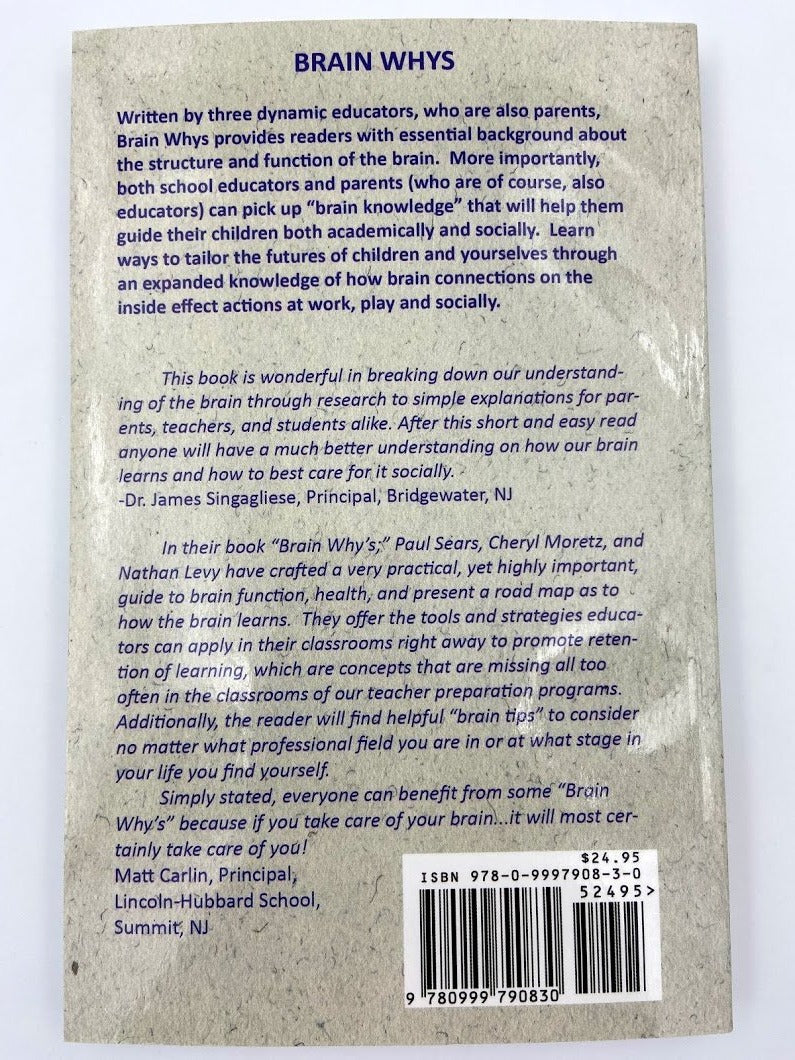 BRAIN WHYS
Written by three dynamic educators, who are also parents,
Brain Whys provides readers with essential background about
the structure and function of the brain.  More importantly,
both school educators and parents (who are of course, also
educators) can pick up “brain knowledge” that will help them
guide their children both academically and socially.  Learn
ways to tailor the futures of children and yourselves through
an expanded knowledge of how brain connections on the
inside effect actions at work, play and socially.
This book is wonderful in breaking down our understand-
ing of the brain through research to simple explanations for par-
ents, teachers, and students alike. After this short and easy read
anyone will have a much better understanding on how our brain
learns and how to best care for it socially.
-Dr. James Singagliese, Principal, Bridgewater, NJ
In their book “Brain Why’s;” Paul Sears, Cheryl Moretz, and
Nathan Levy have crafted a very practical, yet highly important,
guide to brain function, health, and present a road map as to
how the brain learns.  They offer the tools and strategies educa-
tors can apply in their classrooms right away to promote reten-
tion of learning, which are concepts that are missing all too
often in the classrooms of our teacher preparation programs.
Additionally, the reader will find helpful “brain tips” to consider
no matter what professional field you are in or at what stage in
your life you find yourself.
Simply stated, everyone can benefit from some “Brain
Why’s” because if you take care of your brain...it will most cer-
tainly take care of you!
Matt Carlin, Principal,
Lincoln-Hubbard School,
Summit, NJ
$24.95
ISBN 978-0-9997908-3-0
52495>
9 780999 790830